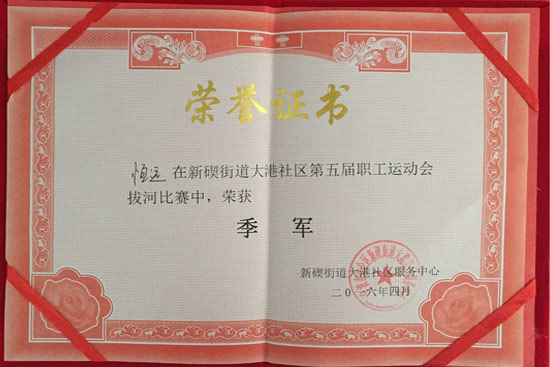 荣誉证书
恒远在新碶街道大港社区第五届职工运动会
拔河比赛中，荣获
季军
新碶街道大港社区服务中心
二〇一六年四月